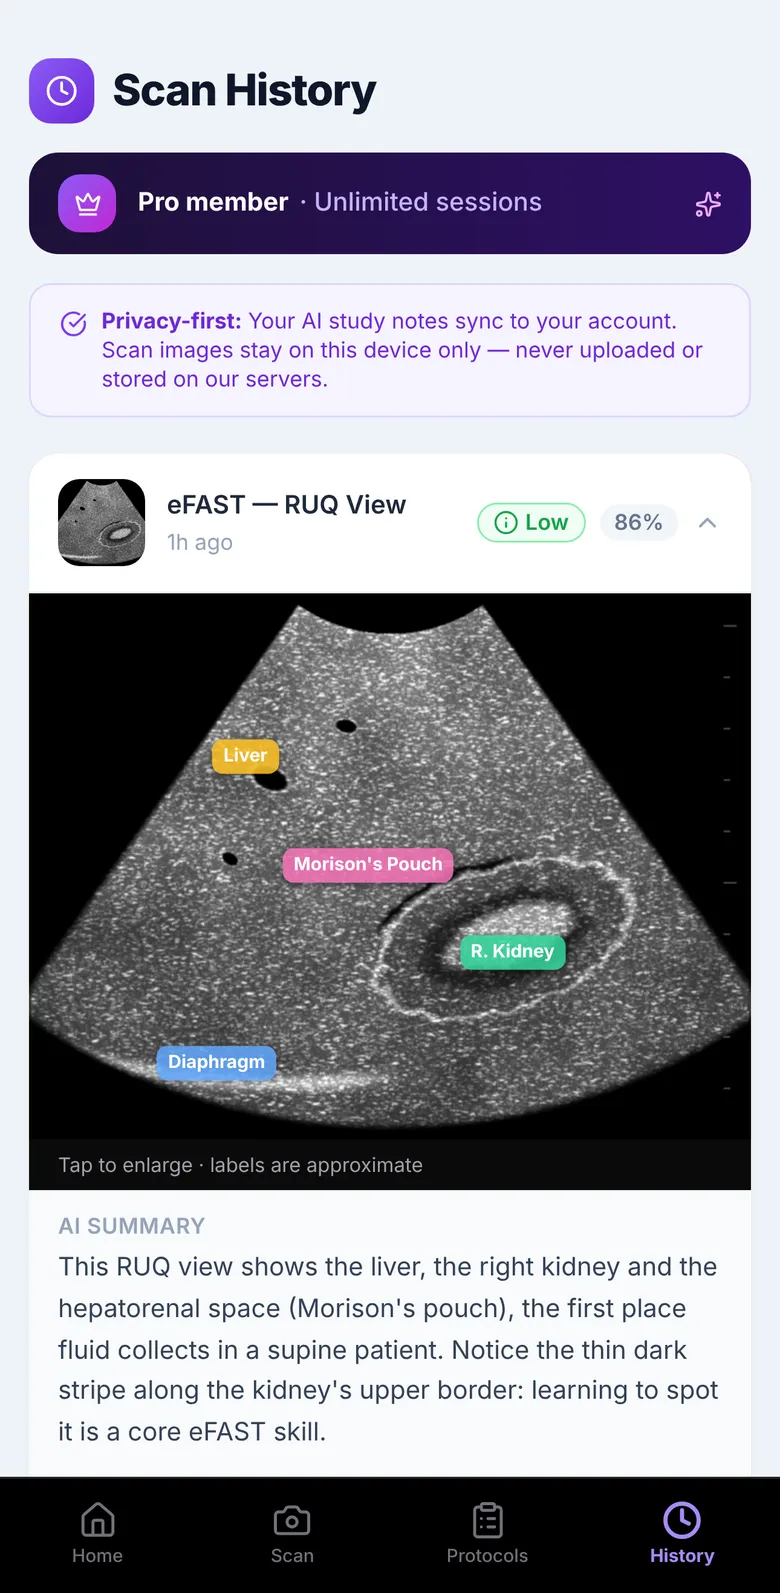 Scan History
Pro member · Unlimited sessions
Privacy-first: Your AI study notes sync to your account.
Scan images stay on this device only — never uploaded or
stored on our servers.
eFAST — RUQ View
1h ago
Low
86%
Liver
Morison's Pouch
R. Kidney
Diaphragm
Tap to enlarge · labels are approximate
AI SUMMARY
This RUQ view shows the liver, the right kidney and the
hepatorenal space (Morison's pouch), the first place
fluid collects in a supine patient. Notice the thin dark
stripe along the kidney's upper border: learning to spot
it is a core eFAST skill.
Home
Scan
Protocols
History